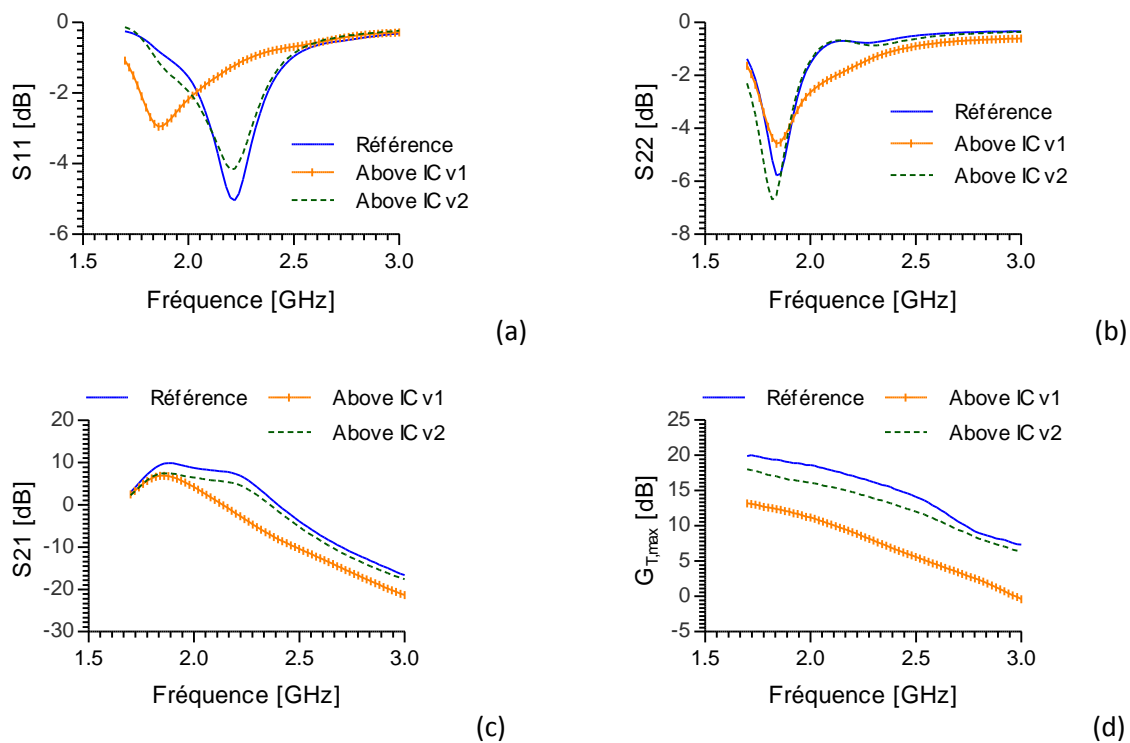 0
-2
-4
-6
S11 [dB]
Référence
Above IC v1
Above IC v2
1.5
2.0
2.5
3.0
Fréquence [GHz]
(a)
0
-2
-4
-6
-8
S22 [dB]
Référence
Above IC v1
Above IC v2
1.5
2.0
2.5
3.0
Fréquence [GHz]
(b)
Référence
Above IC v1
Above IC v2
20
10
0
-10
-20
-30
S21 [dB]
1.5
2.0
2.5
3.0
Fréquence [GHz]
(c)
Référence
Above IC v1
Above IC v2
25
20
15
10
5
0
-5
GT,max [dB]
1.5
2.0
2.5
3.0
Fréquence [GHz]
(d)